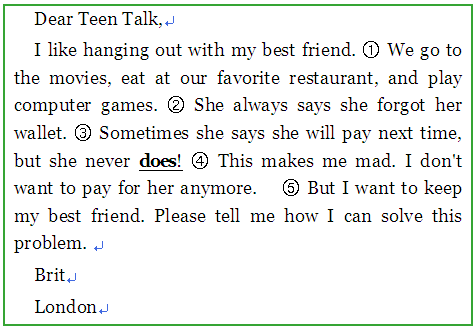 Dear Teen Talk,↵
I like hanging out with my best friend. ① We go to
the movies, eat at our favorite restaurant, and play
computer games. ② She always says she forgot her
wallet. ③ Sometimes she says she will pay next time,
but she never does! ④ This makes me mad. I don't
want to pay for her anymore. ⑤ But I want to keep
my best friend. Please tell me how I can solve this
problem. ↵
Brit↵
London↵